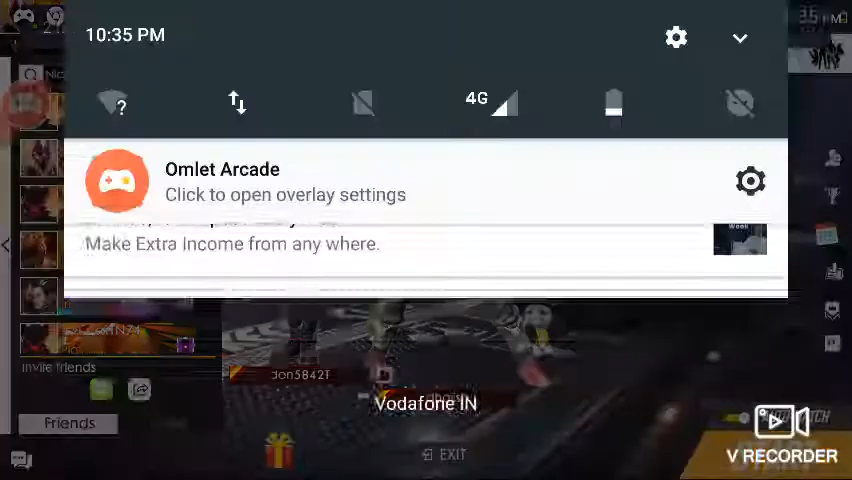 10:35 PM
4G
Omlet Arcade
Click to open overlay settings
Make Extra Income from any where.
Week
Invite friends
don5842T
Vodafone IN
Friends
EXIT
V RECORDER